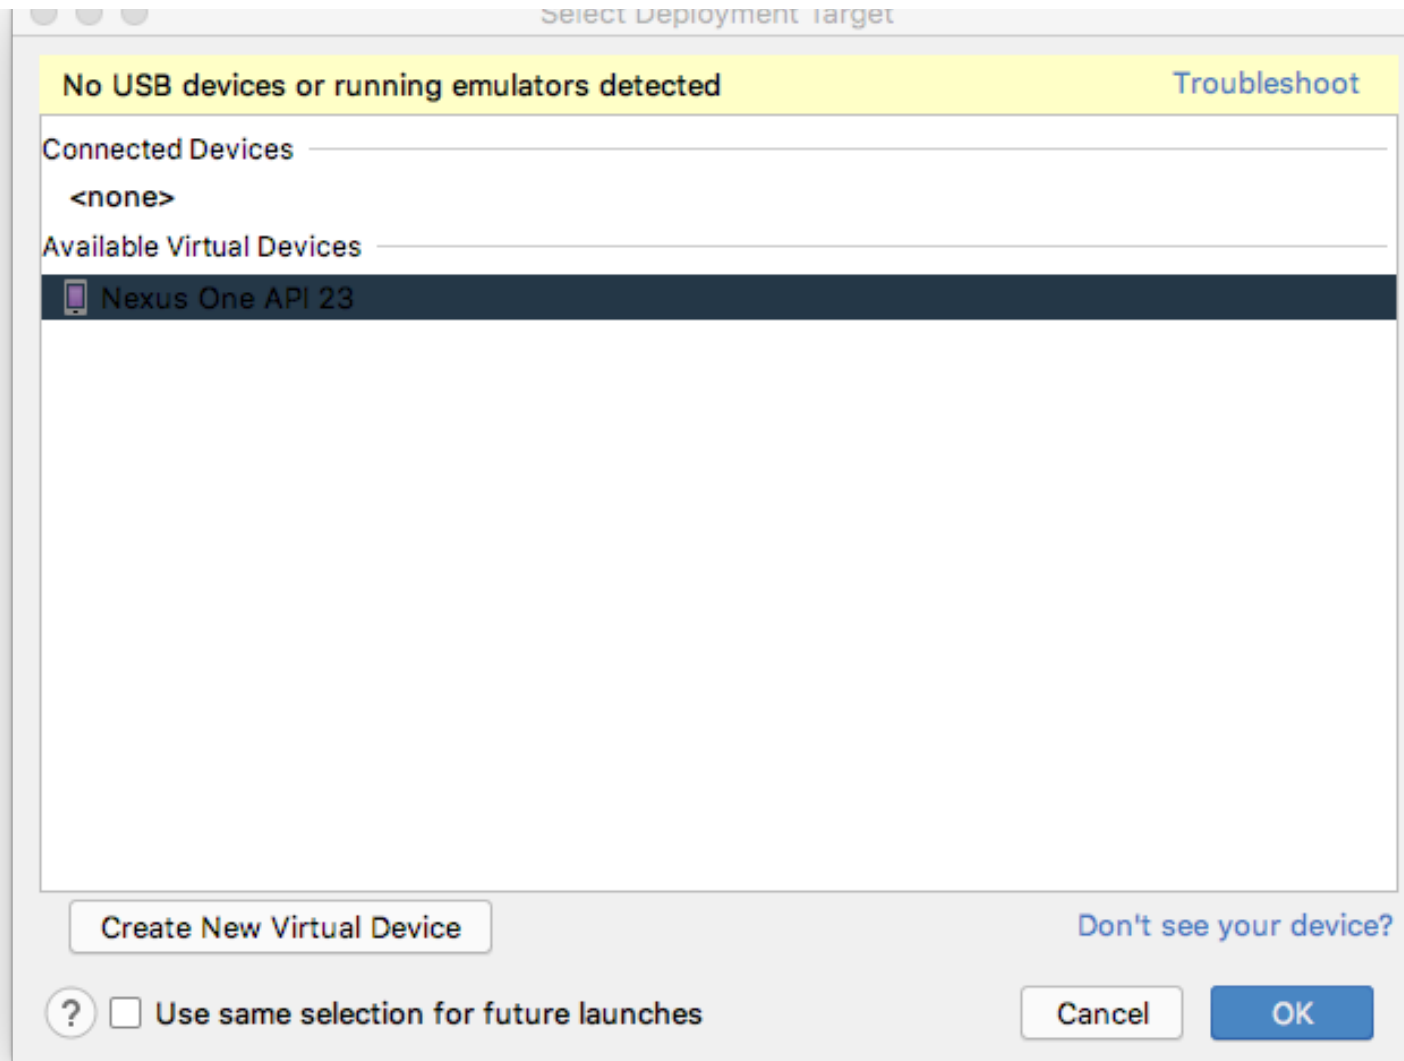 Select Deployment Target
No USB devices or running emulators detected Troubleshoot
Connected Devices
<none>
Available Virtual Devices
Nexus One API 23
Create New Virtual Device Don't see your device?
? Use same selection for future launches Cancel OK